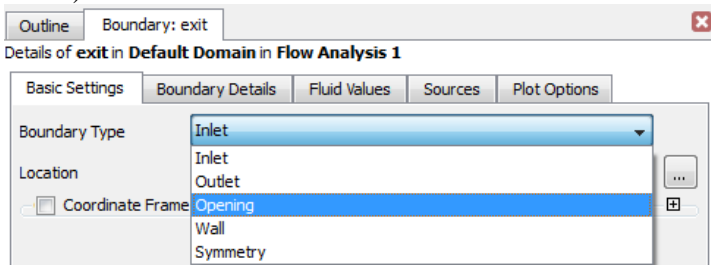 Outline Boundary: exit
Details of exit in Default Domain in Flow Analysis 1
Basic Settings Boundary Details Fluid Values Sources Plot Options
Boundary Type Inlet
Inlet
Location
Outlet
Coordinate Frame Opening
Wall
Symmetry